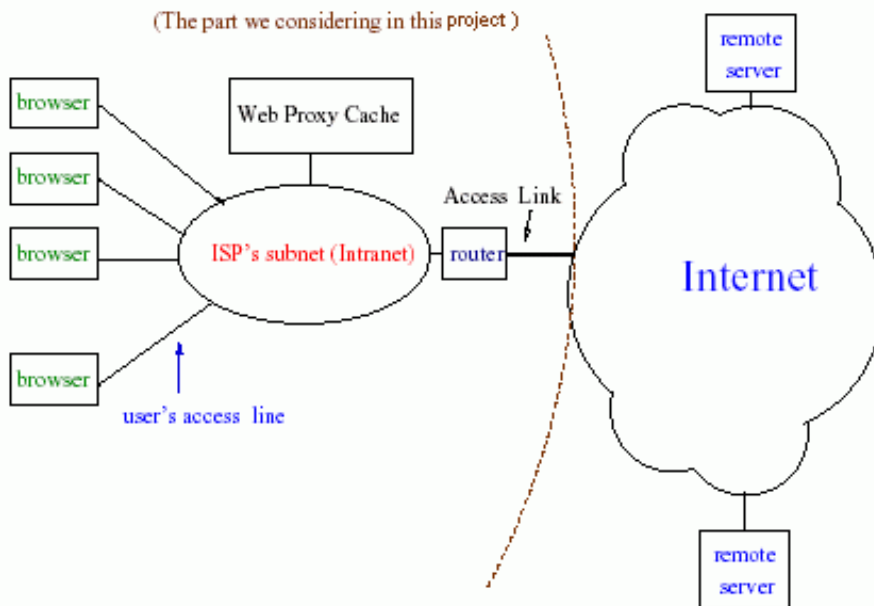 (The part we considering in this project )
remote
server
browser
Web Proxy Cache
browser
Access Link
browser
ISP's subnet (Intranet)
router
Internet
browser
user's access line
remote
server